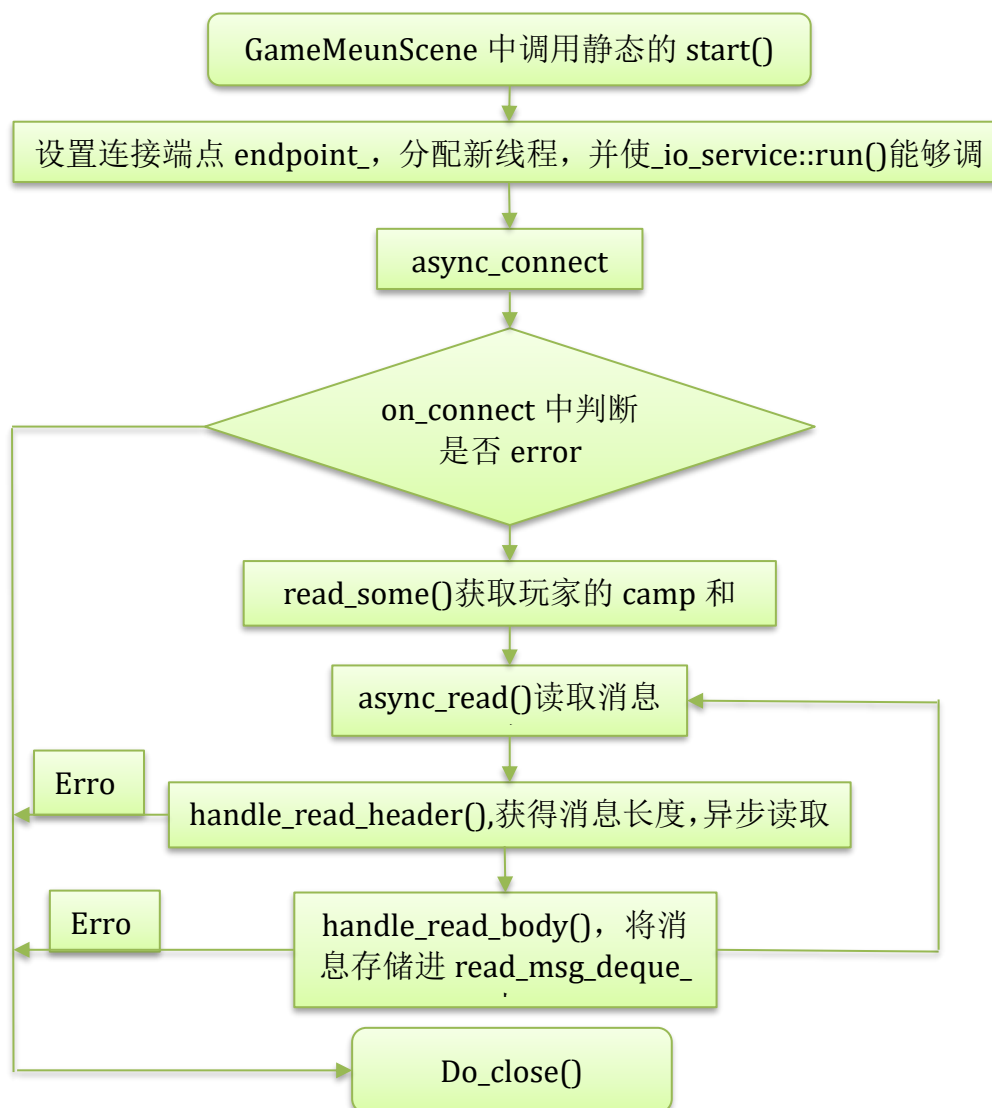 GameMeunScene 中调用静态的 start()
设置连接端点 endpoint_，分配新线程，并使_io_service::run()能够调
async_connect
on_connect 中判断
是否 error
read_some()获取玩家的 camp 和
async_read()读取消息
Erro
handle_read_header(),获得消息长度，异步读取
Erro
handle_read_body()，将消
息存储进 read_msg_deque_
Do_close()